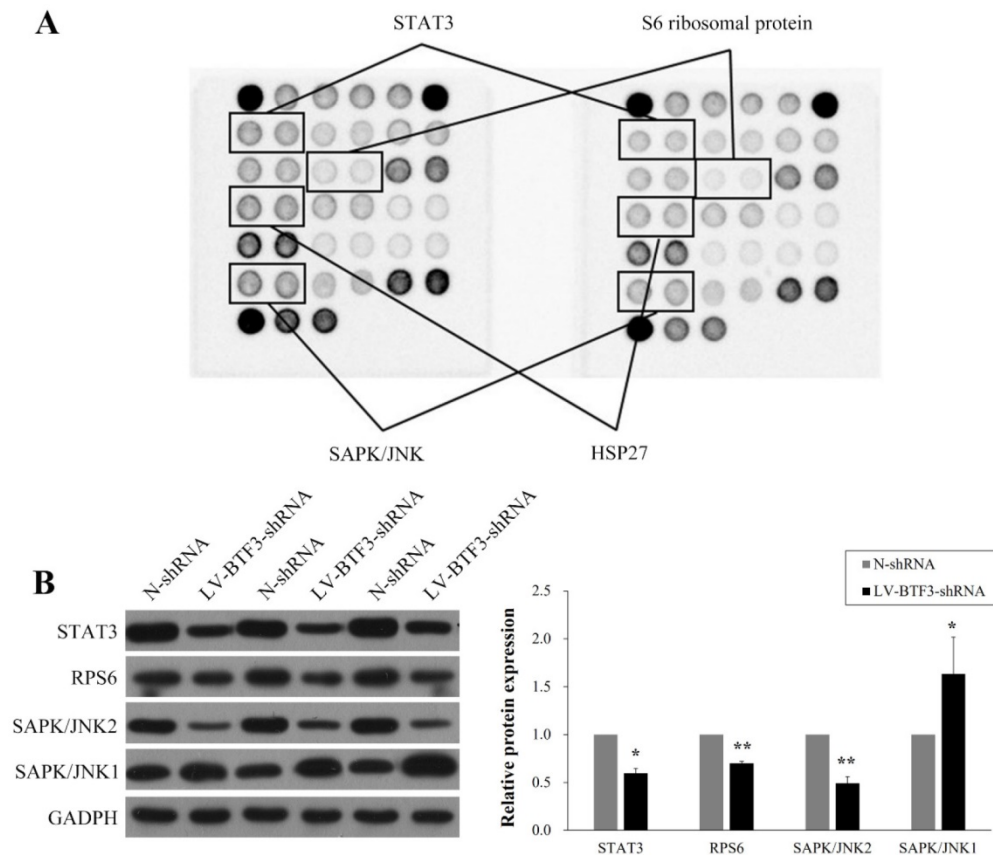 A
STAT3
S6 ribosomal protein
SAPK/JNK
HSP27
B
N-shRNA
LV-BTF3-shRNA
N-shRNA
LV-BTF3-shRNA
N-shRNA
LV-BTF3-shRNA
STAT3
RPS6
SAPK/JNK2
SAPK/JNK1
GADPH
N-shRNA
LV-BTF3-shRNA
Relative protein expression
2.5
2.0
1.5
1.0
0.5
0.0
*
**
**
*
STAT3
RPS6
SAPK/JNK2
SAPK/JNK1